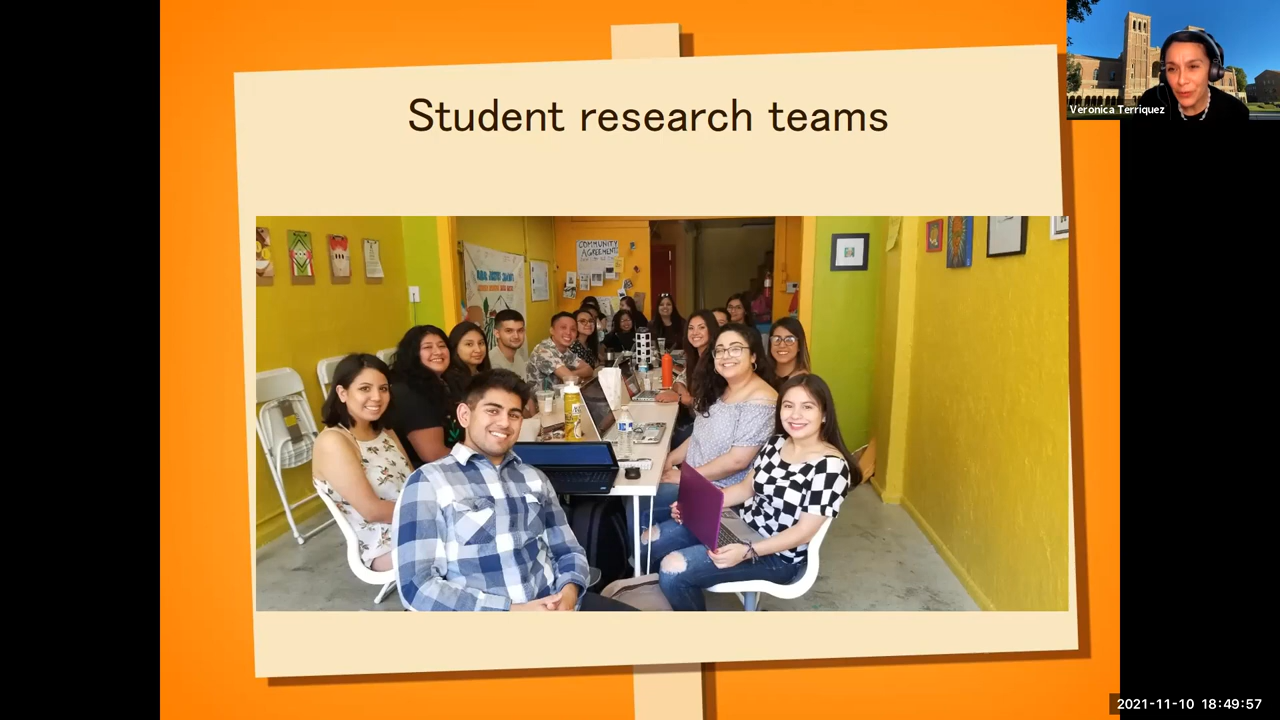 Student research teams
Veronica Terriquez
COMMUNITY
AGREEMENTS
2021-11-10 18:49:57